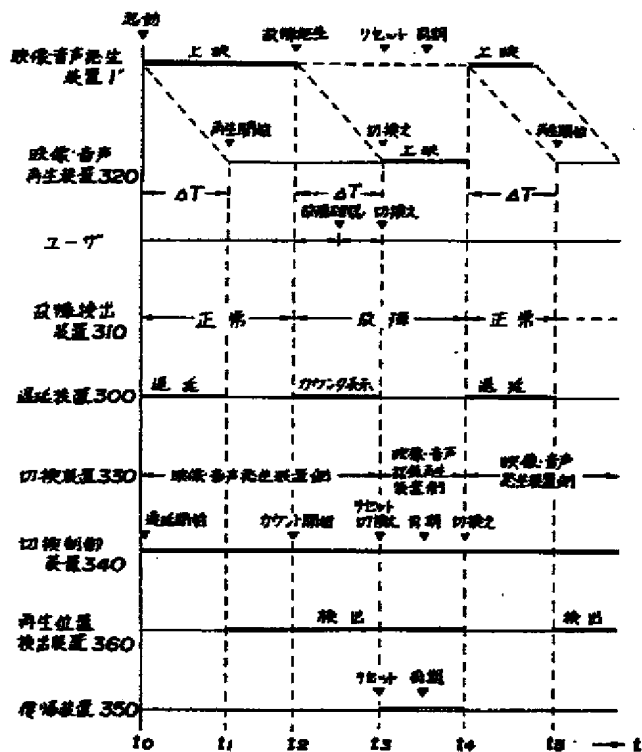 起動
映像・音声発生
装置1'
上映
故障発生
リセット 同期
上映
映像・音声
再生装置320
再生開始
切換え
上映
再生開始
ΔT
ΔT
ΔT
ユーザ
故障確認 切換え
故障検出
装置310
正常
故障
正常
遅延装置300
遅延
カウンタ表示
遅延
切換装置330
映像・音声発生装置側
映像・音声
装置側
映像・音声
発生装置側
切換制御
装置340
遅延開始
カウント開始
リセット
切換え
同期
切換え
再生位置
検出装置360
検出
検出
復帰装置350
リセット 同期
t0 t1 t2 t3 t4 t5 t